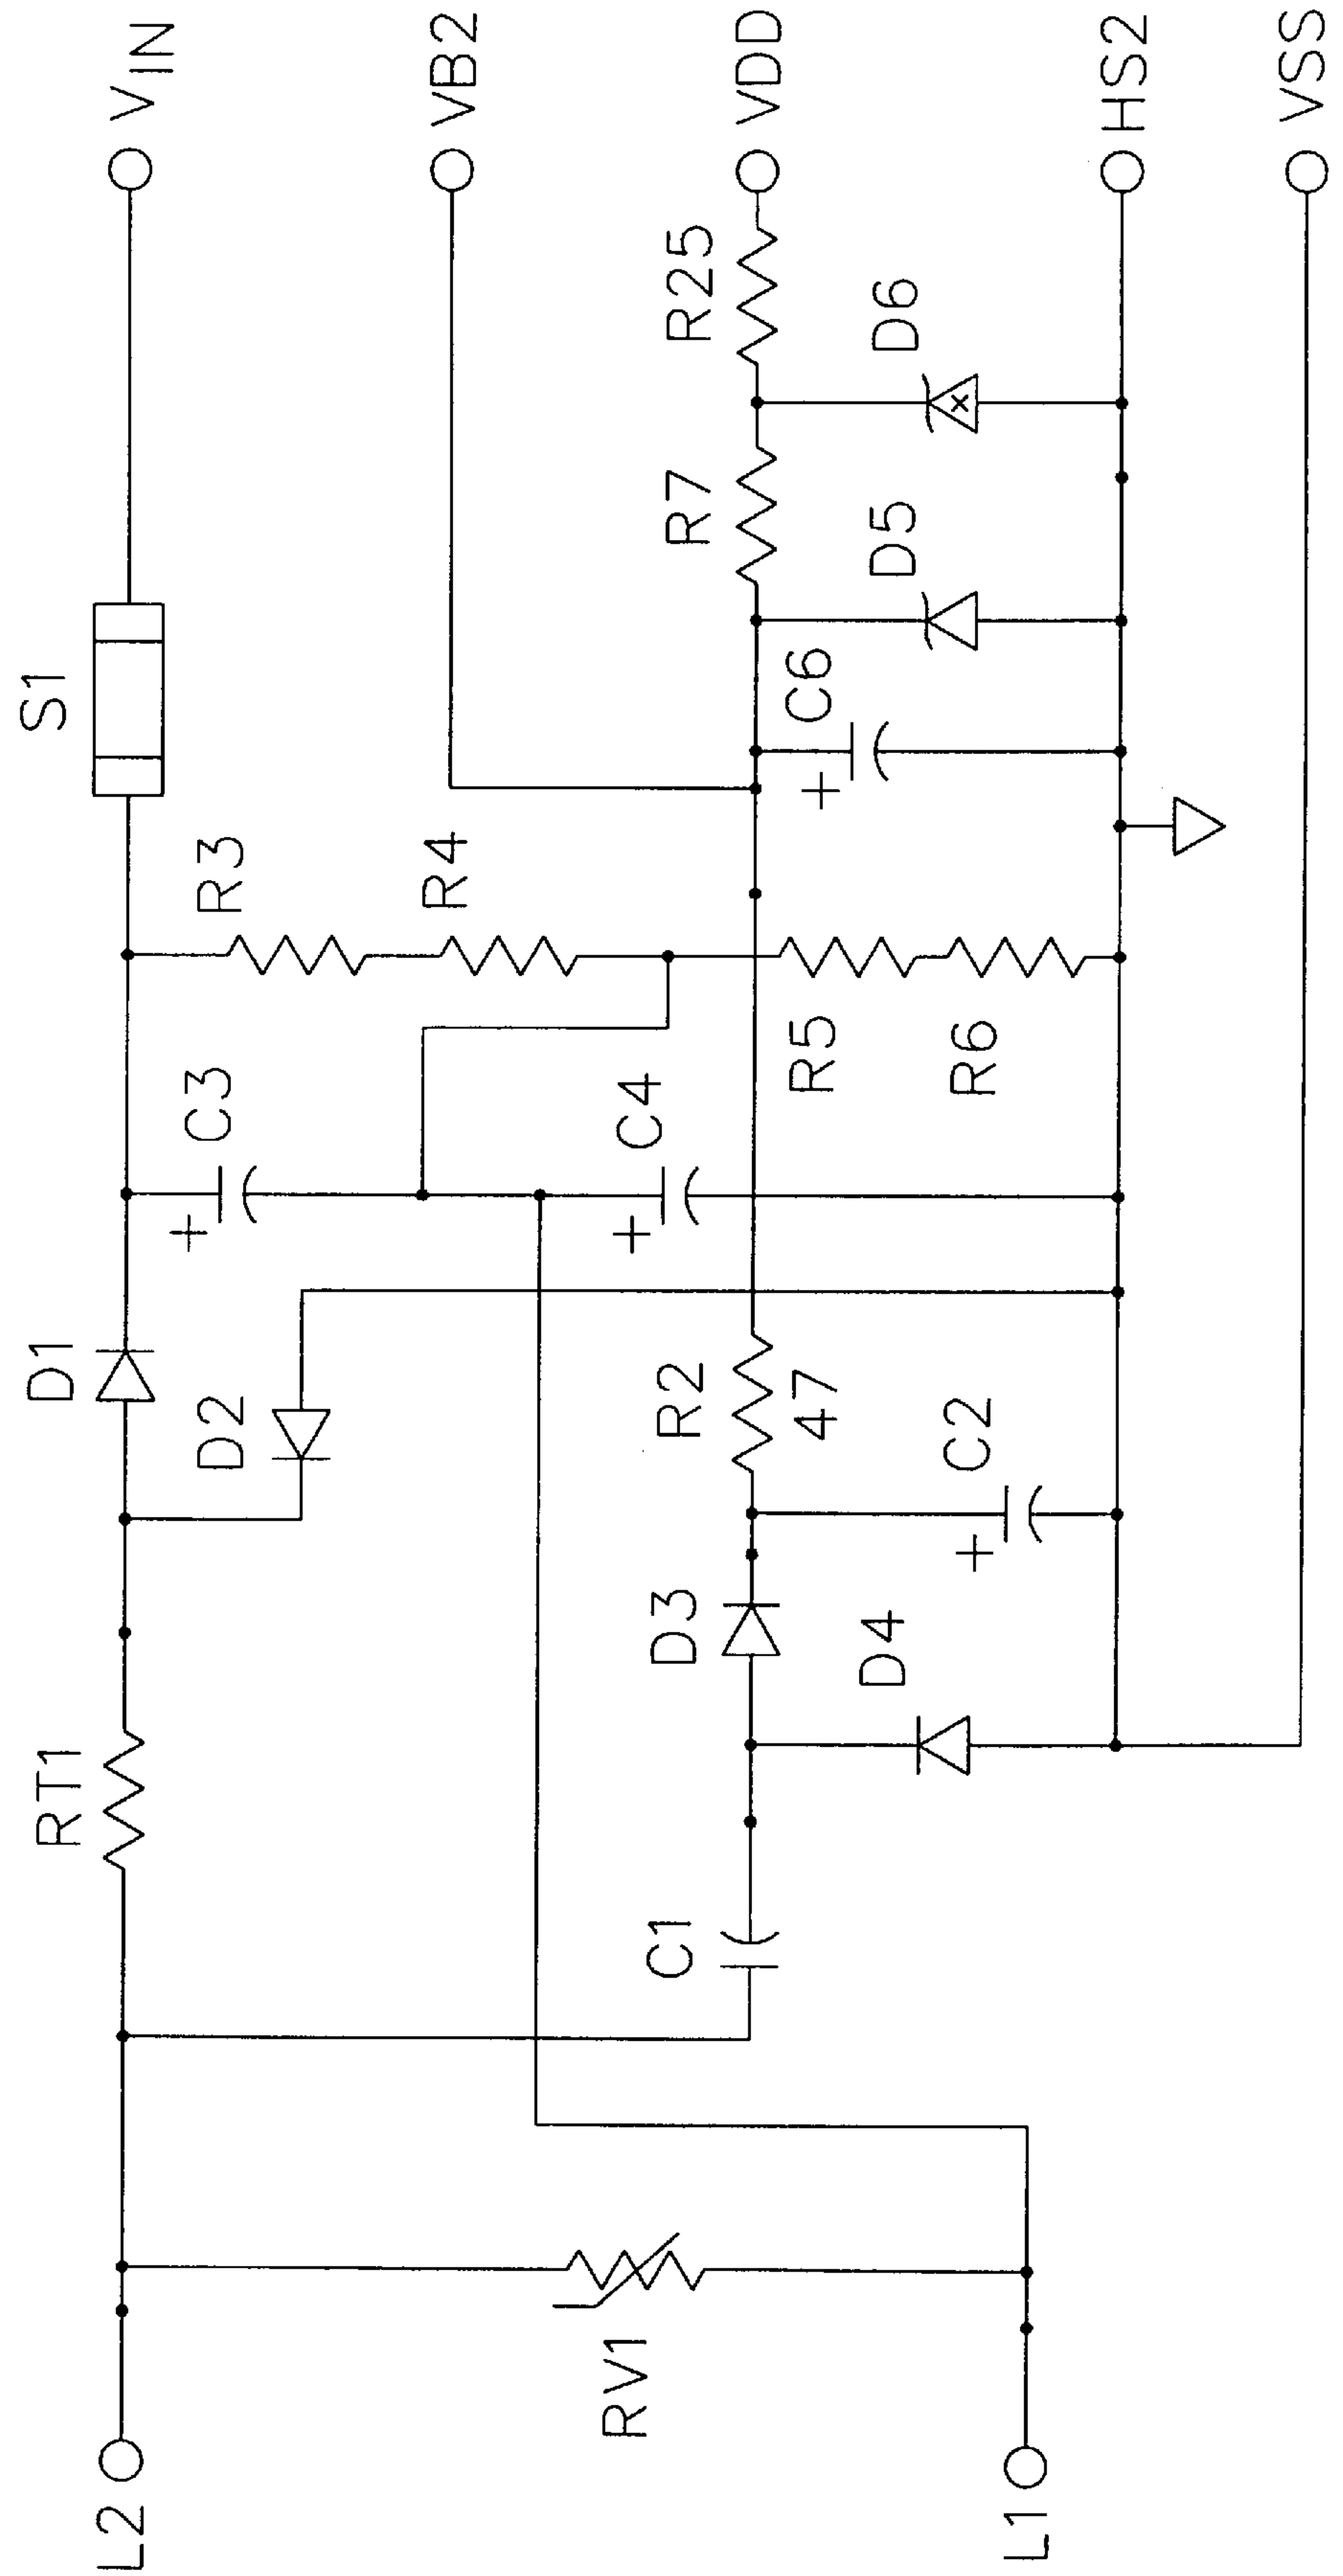 L2
L1
RV1
RT1
C1
D3
D4
D2
D1
R2
47
C2
C3
C4
R3
R4
R5
R6
S1
C6
D5
D6
R7
R25
VIN
VB2
VDD
HS2
VSS
+
+
+
+
x